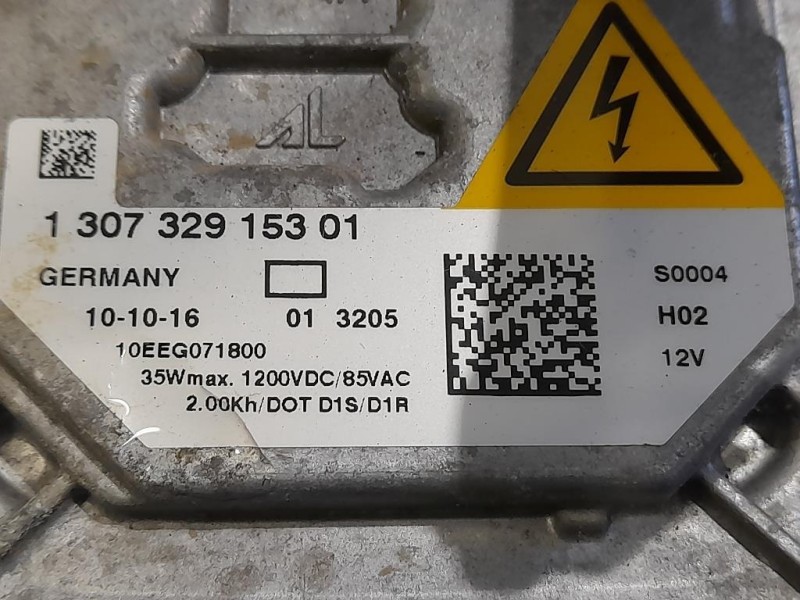 AL
1 307 329 153 01
GERMANY
S0004
10-10-16 01 3205
H02
10EEG071800
12V
35Wmax. 1200VDC/85VAC
2.00Kh/DOT D1S/D1R